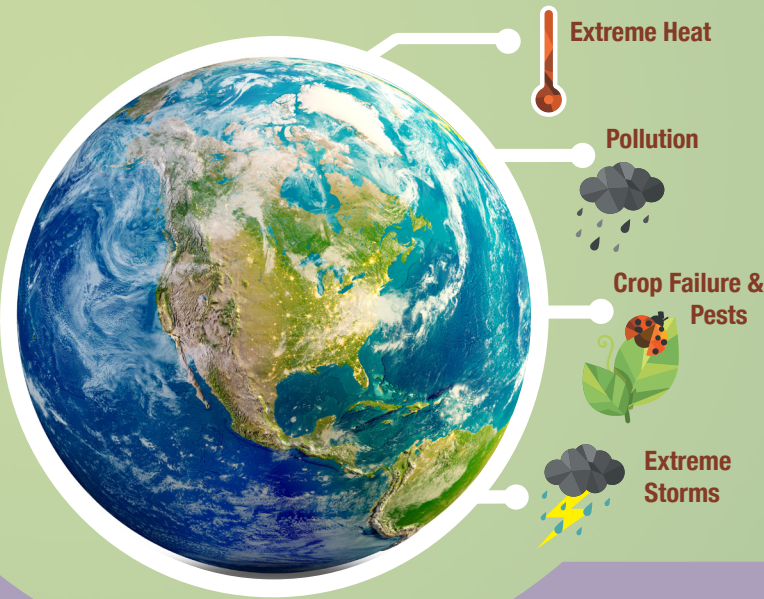 Extreme Heat
Pollution
Crop Failure &
Pests
Extreme
Storms